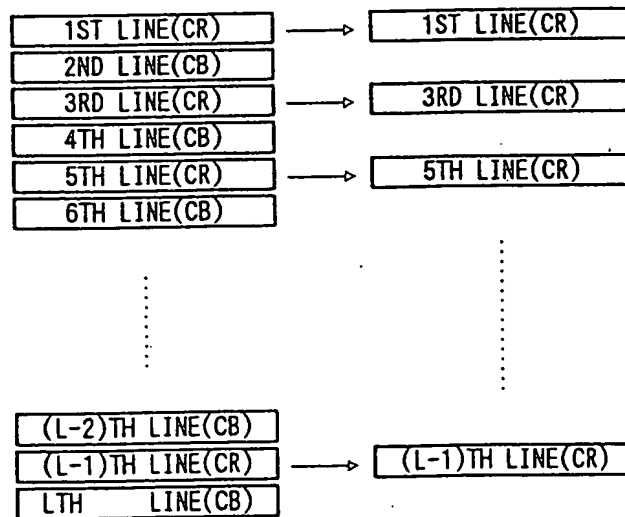 1ST LINE(CR)
2ND LINE(CB)
3RD LINE(CR)
4TH LINE(CB)
5TH LINE(CR)
6TH LINE(CB)
(L-2)TH LINE(CB)
(L-1)TH LINE(CR)
LTH LINE(CB)
1ST LINE(CR)
3RD LINE(CR)
5TH LINE(CR)
(L-1)TH LINE(CR)